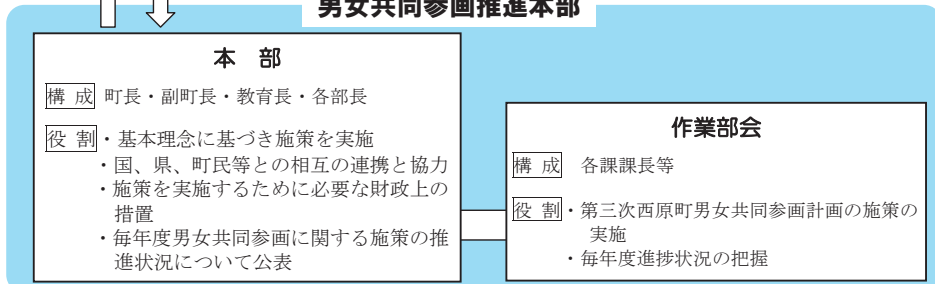 男女共同参画推進本部
本 部
構 成 町長・副町長・教育長・各部長
役 割・基本理念に基づき施策を実施
・国、県、町民等との相互の連携と協力
・施策を実施するために必要な財政上の
措置
・毎年度男女共同参画に関する施策の推
進状況について公表
作業部会
構 成 各課課長等
役 割・第三次西原町男女共同参画計画の施策の
実施
・毎年度進捗状況の把握